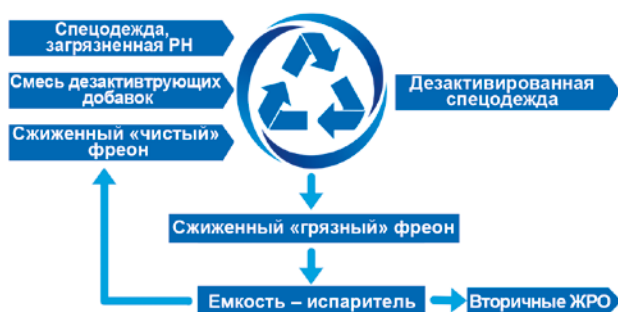 Спецодежда,
загрязненная РН
Смесь дезактивтрующих
добавок
Сжиженный «чистый»
фреон
Дезактивированная
спецодежда
Сжиженный «грязный» фреон
Емкость – испаритель
Вторичные ЖРО